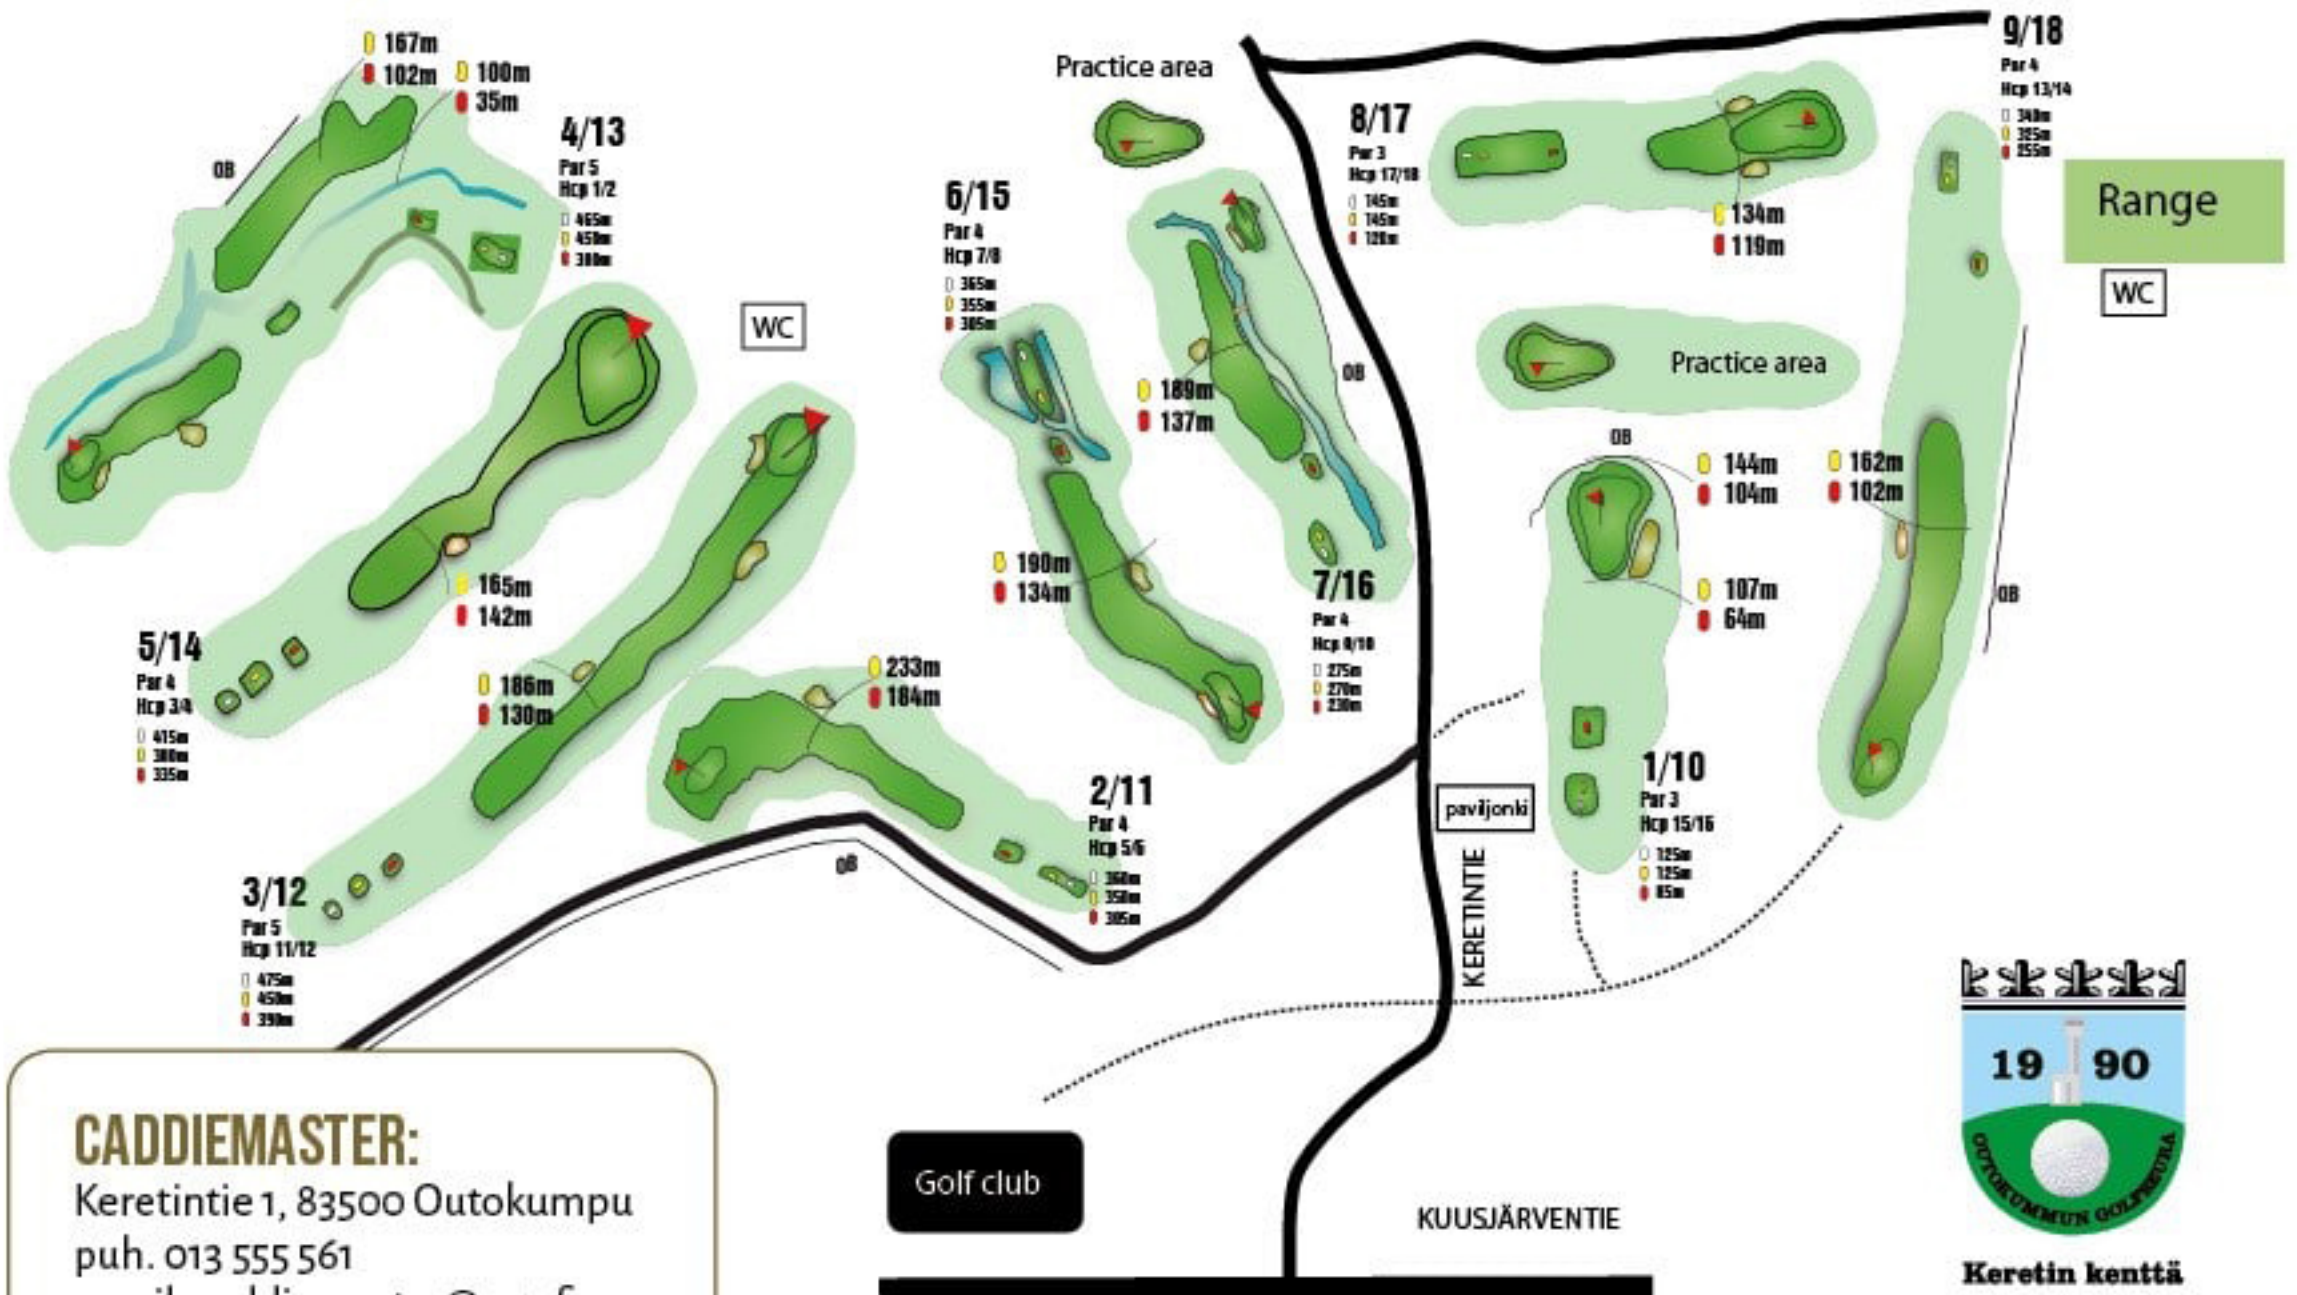 167m
102m
100m
35m
OB
4/13
Par 5
Hcp 1/2
465m
450m
380m
WC
5/14
Par 4
Hcp 3/4
415m
380m
335m
165m
142m
186m
130m
3/12
Par 5
Hcp 11/12
475m
450m
390m
233m
184m
2/11
Par 4
Hcp 5/6
360m
350m
305m
OB
Practice area
6/15
Par 4
Hcp 7/8
365m
355m
305m
190m
134m
189m
137m
OB
7/16
Par 4
Hcp 9/10
275m
270m
230m
8/17
Par 3
Hcp 17/18
145m
145m
120m
134m
119m
Practice area
9/18
Par 4
Hcp 13/14
340m
325m
255m
Range
WC
OB
144m
104m
107m
64m
162m
102m
OB
1/10
Par 3
Hcp 15/16
125m
125m
85m
paviljonki
KERETINTIE
Golf club
KUUSJÄRVENTIE
CADDIEMASTER:
Keretintie 1, 83500 Outokumpu
puh. 013 555 561
19 90
OUTOKUMMUN GOLFSEURA
Keretin kenttä